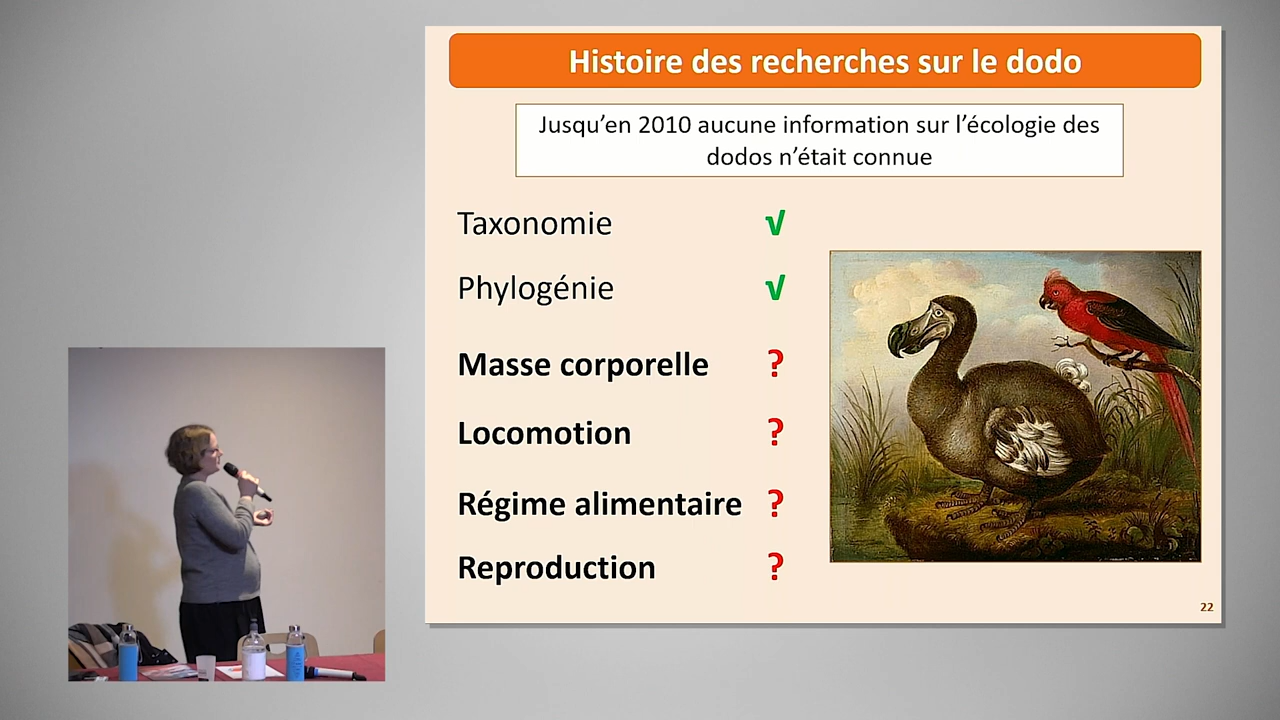 Histoire des recherches sur le dodo
Jusqu'en 2010 aucune information sur l'écologie des
dodos n'était connue
Taxonomie √
Phylogénie √
Masse corporelle ?
Locomotion ?
Régime alimentaire ?
Reproduction ?
22